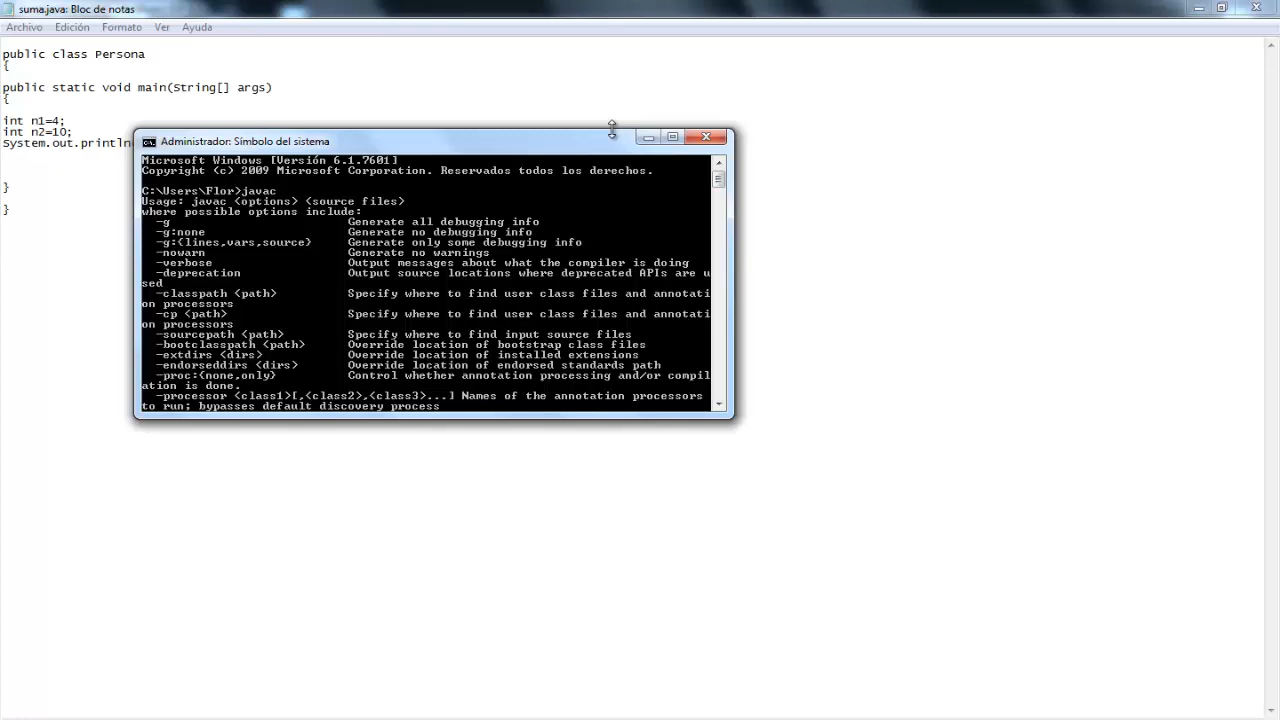 suma.java: Bloc de notas
Archivo Edición Formato Ver Ayuda
public class Persona
{
public static void main(String[] args)
{
int n1=4;
int n2=10;
System.out.println
}
}
Administrador: Símbolo del sistema
Microsoft Windows [Versión 6.1.7601]
Copyright (c) 2009 Microsoft Corporation. Reservados todos los derechos.
C:\Users\Flor>javac
Usage: javac <options> <source files>
where possible options include:
-g Generate all debugging info
-g:none Generate no debugging info
-g:{lines,vars,source} Generate only some debugging info
-nowarn Generate no warnings
-verbose Output messages about what the compiler is doing
-deprecation Output source locations where deprecated APIs are u
sed
-classpath <path> Specify where to find user class files and annotati
on processors
-cp <path> Specify where to find user class files and annotati
on processors
-sourcepath <path> Specify where to find input source files
-bootclasspath <path> Override location of bootstrap class files
-extdirs <dirs> Override location of installed extensions
-endorseddirs <dirs> Override location of endorsed standards path
-proc:{none,only} Control whether annotation processing and/or compil
ation is done.
-processor <class1>[,<class2>,<class3>...] Names of the annotation processors
to run; bypasses default discovery process